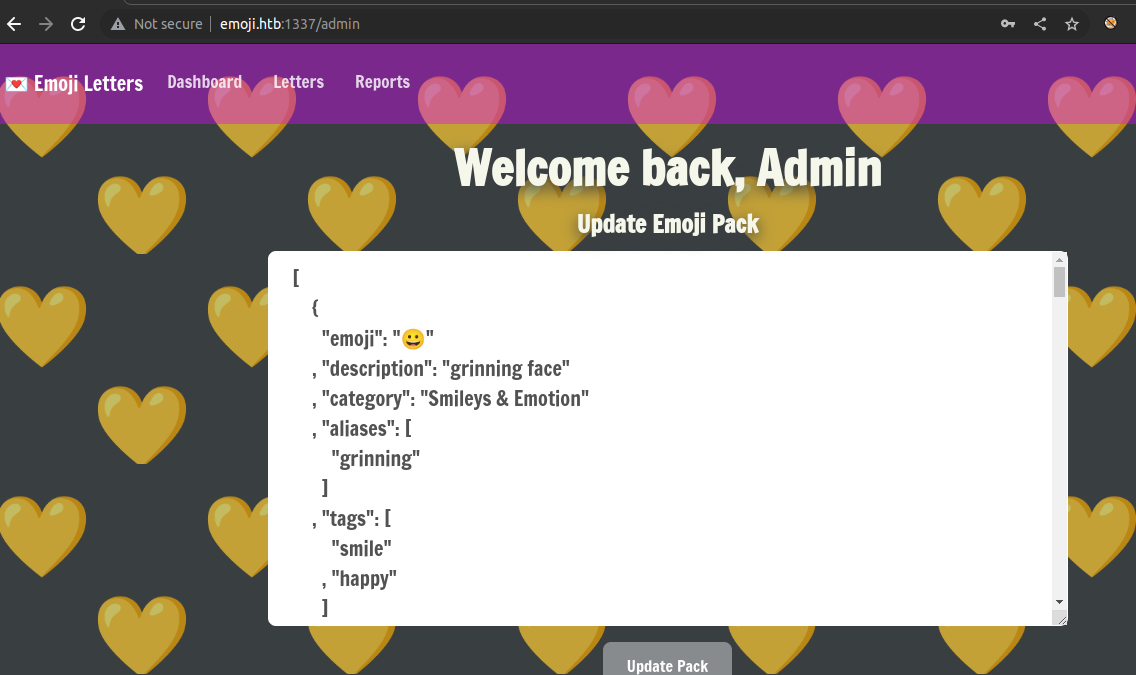 Not secure | emoji.htb:1337/admin
💌 Emoji Letters Dashboard Letters Reports
Welcome back, Admin
Update Emoji Pack
[
{
"emoji": "😀"
, "description": "grinning face"
, "category": "Smileys & Emotion"
, "aliases": [
"grinning"
]
, "tags": [
"smile"
, "happy"
]
Update Pack